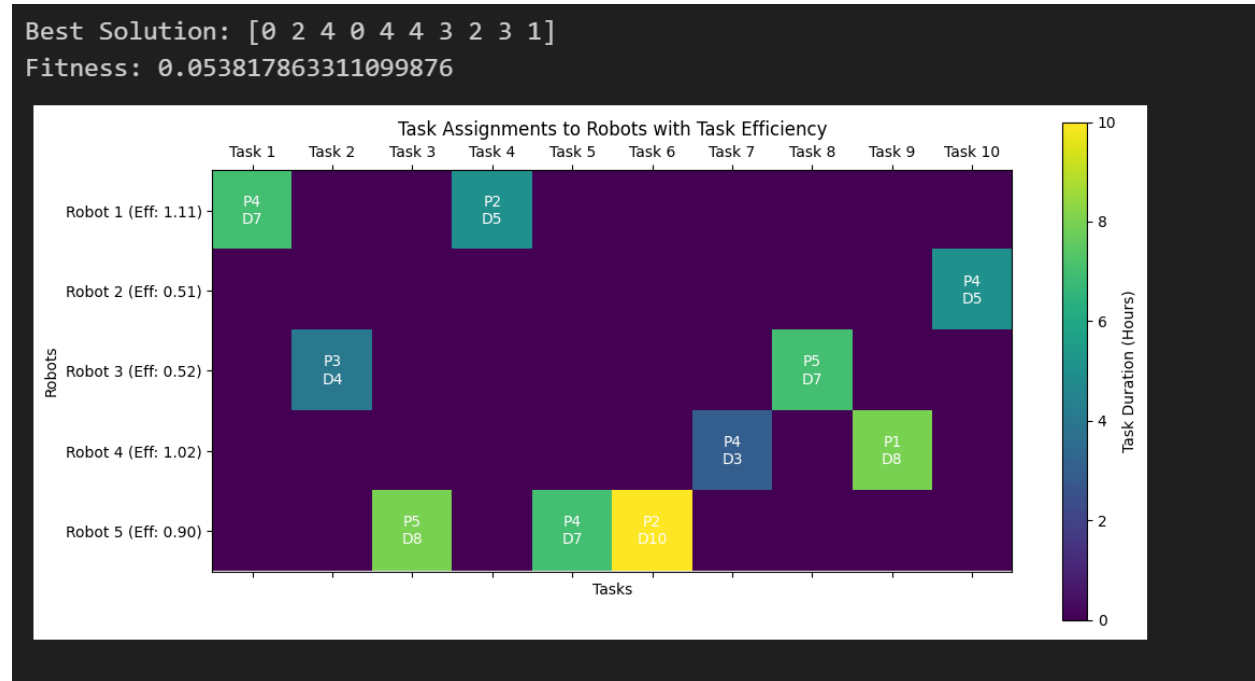 Best Solution: [0 2 4 0 4 4 3 2 3 1]
Fitness: 0.053817863311099876
Task Assignments to Robots with Task Efficiency
Task 1 Task 2 Task 3 Task 4 Task 5 Task 6 Task 7 Task 8 Task 9 Task 10
Robot 1 (Eff: 1.11)
P4
D7
P2
D5
Robot 2 (Eff: 0.51)
P4
D5
Robot 3 (Eff: 0.52)
P3
D4
P5
D7
Robot 4 (Eff: 1.02)
P4
D3
P1
D8
Robot 5 (Eff: 0.90)
P5
D8
P4
D7
P2
D10
Robots
Tasks
10
8
6
4
2
0
Task Duration (Hours)